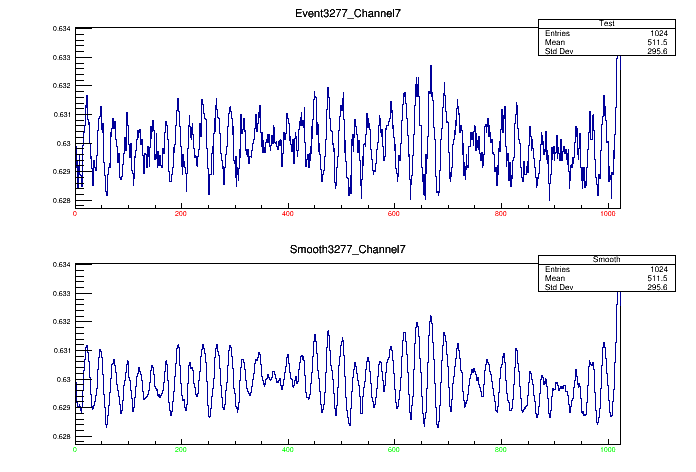 Event3277_Channel7
Test
Entries 1024
Mean 511.5
Std Dev 295.6
0.634
0.633
0.632
0.631
0.63
0.629
0.628
0 200 400 600 800 1000
Smooth3277_Channel7
Smooth
Entries 1024
Mean 511.5
Std Dev 295.6
0.634
0.633
0.632
0.631
0.63
0.629
0.628
0 200 400 600 800 1000